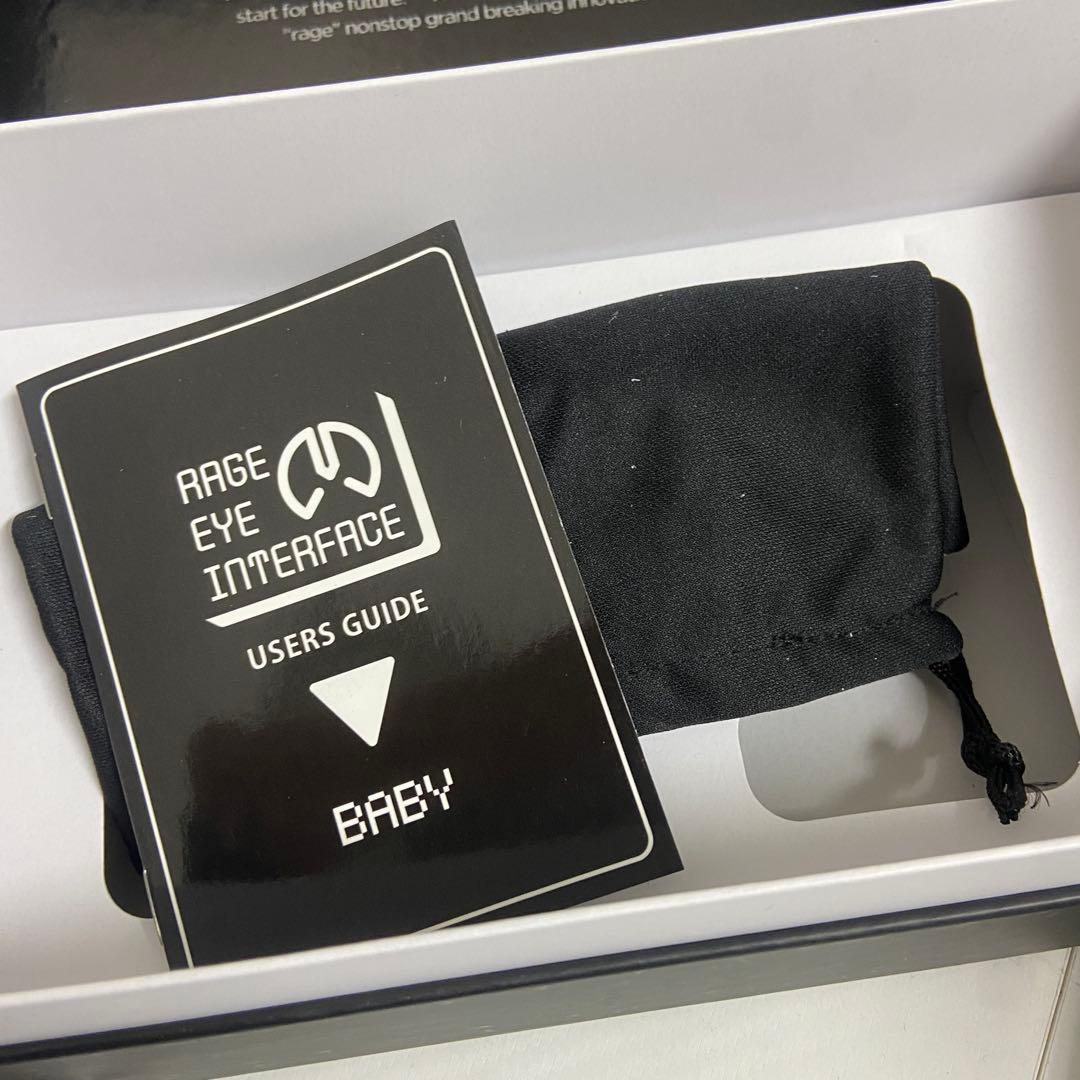 start for the future.
"rage" nonstop grand breaking
RAGE
EYE
INTERFACE
USERS GUIDE
BABY